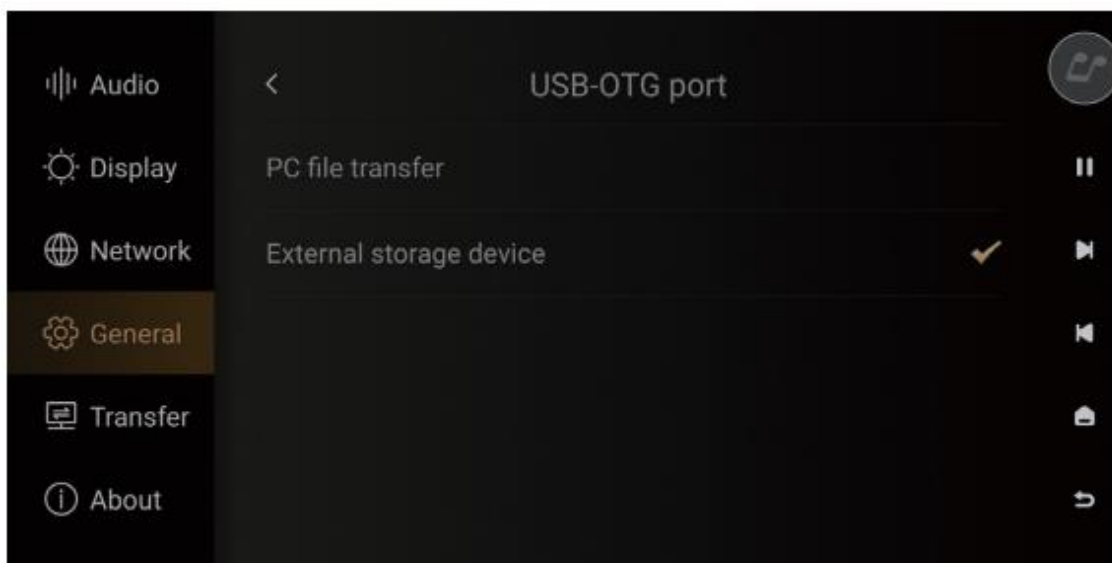 Audio
Display
Network
General
Transfer
About
USB-OTG port
PC file transfer
External storage device